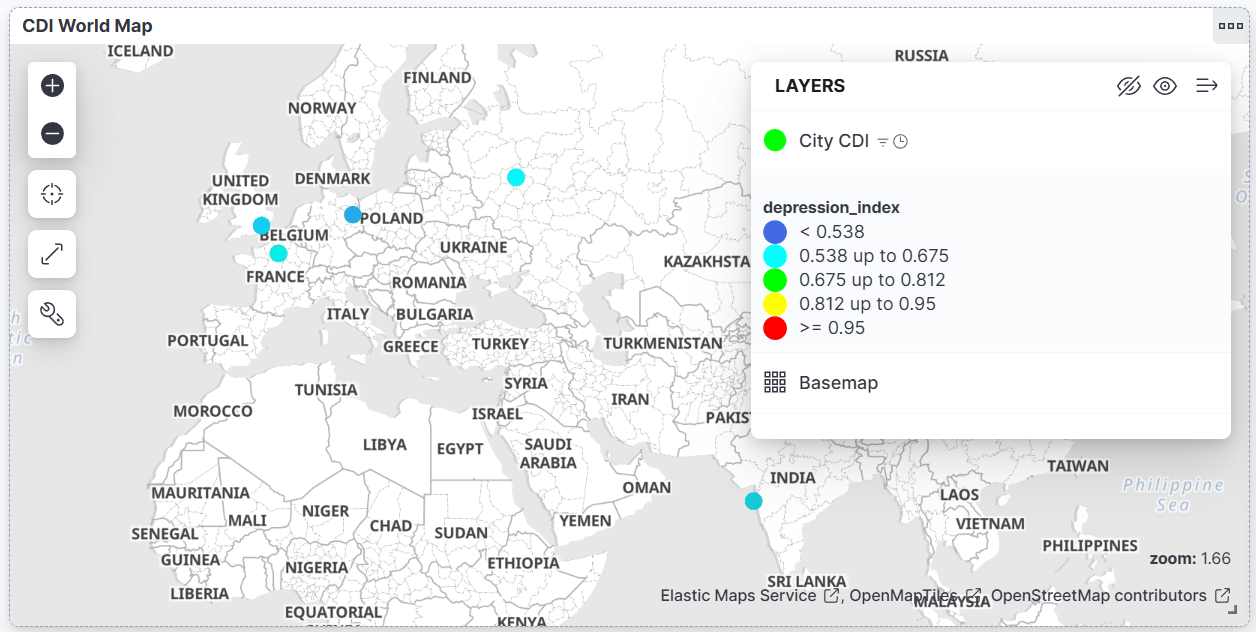 CDI World Map
ICELAND
RUSSIA
FINLAND
NORWAY
LAYERS
City CDI
UNITED
KINGDOM
DENMARK
POLAND
BELGIUM
depression_index
< 0.538
0.538 up to 0.675
0.675 up to 0.812
0.812 up to 0.95
>= 0.95
UKRAINE
KAZAKHSTA
FRANCE
ROMANIA
ITALY
BULGARIA
PORTUGAL
GREECE
TURKEY
TURKMENISTAN
Basemap
TUNISIA
SYRIA
IRAN
MOROCCO
ISRAEL
PAKIST
LIBYA
EGYPT
SAUDI
ARABIA
INDIA
TAIWAN
OMAN
Philippine
Sea
MAURITANIA
NIGER
MALI
CHAD
SUDAN
YEMEN
LAOS
VIETNAM
SENEGAL
GUINEA
NIGERIA
ETHIOPIA
PHILIPPINES
zoom: 1.66
LIBERIA
SRI LANKA
Elastic Maps Service , OpenMapTiles , OpenStreetMap contributors
MALAYSIA
EQUATORIAL
KENYA